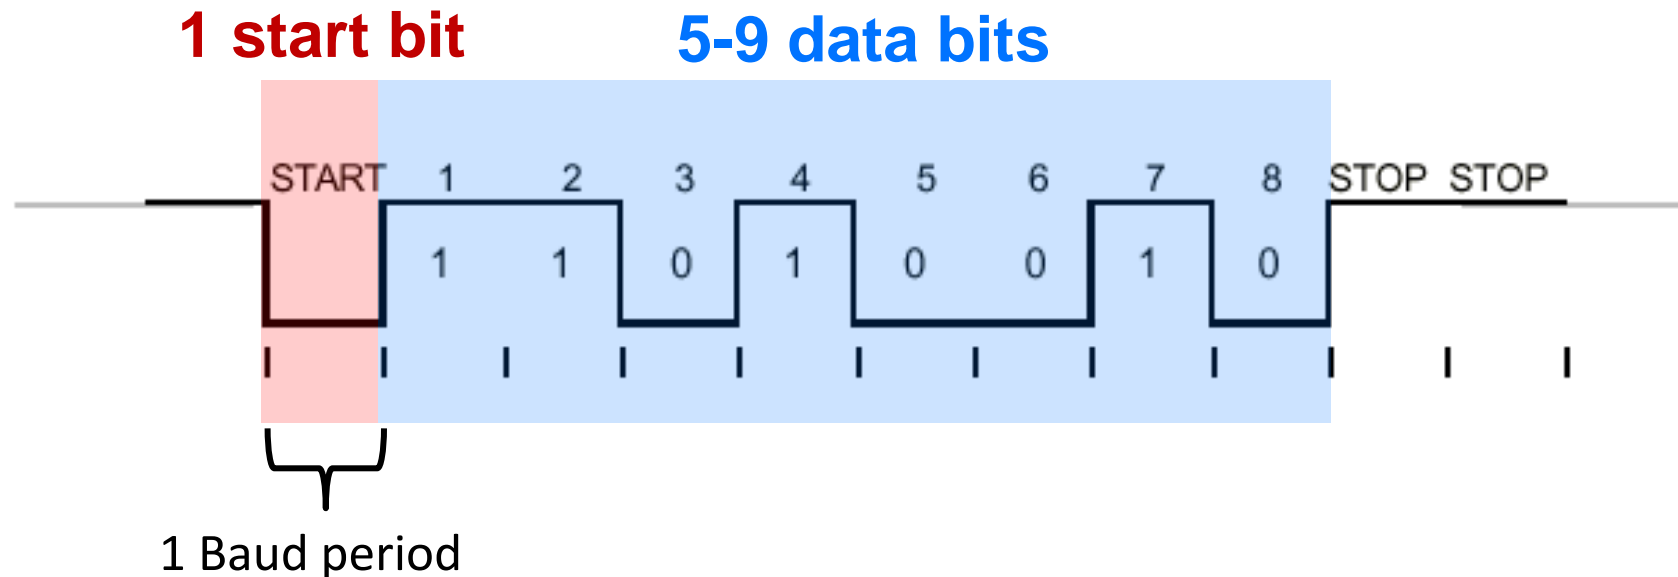 1 start bit 5-9 data bits
START 1 2 3 4 5 6 7 8 STOP STOP
1 1 0 1 0 0 1 0
1 Baud period